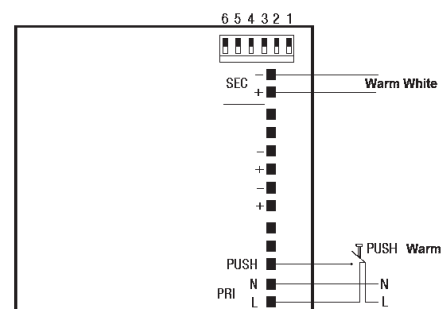 6 5 4 3 2 1
−
SEC
Warm White
+
−
+
−
+
PUSH Warm
PUSH
N N
PRI
L L